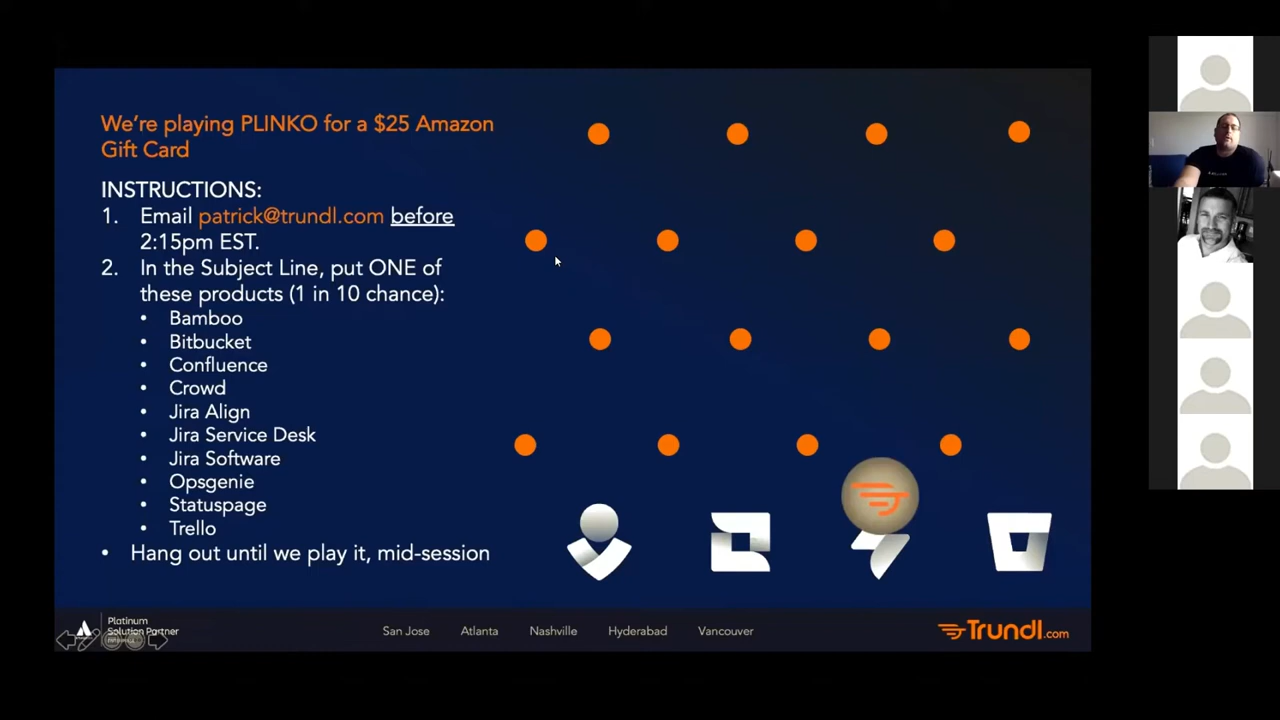 We're playing PLINKO for a $25 Amazon
Gift Card
INSTRUCTIONS:
1. Email patrick@trundl.com before
2:15pm EST.
2. In the Subject Line, put ONE of
these products (1 in 10 chance):
• Bamboo
• Bitbucket
• Confluence
• Crowd
• Jira Align
• Jira Service Desk
• Jira Software
• Opsgenie
• Statuspage
• Trello
• Hang out until we play it, mid-session
Platinum
Solution Partner
San Jose Atlanta Nashville Hyderabad Vancouver
Trundl.com